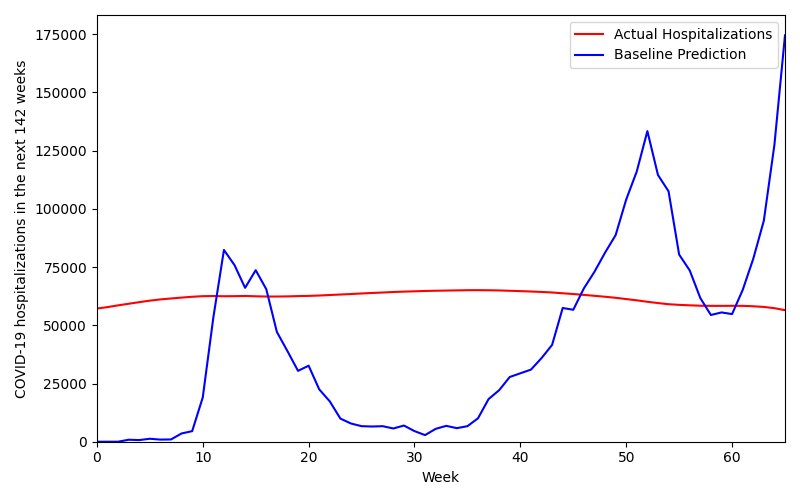 Actual Hospitalizations
Baseline Prediction
COVID-19 hospitalizations in the next 142 weeks
175000
150000
125000
100000
75000
50000
25000
0
0 10 20 30 40 50 60
Week